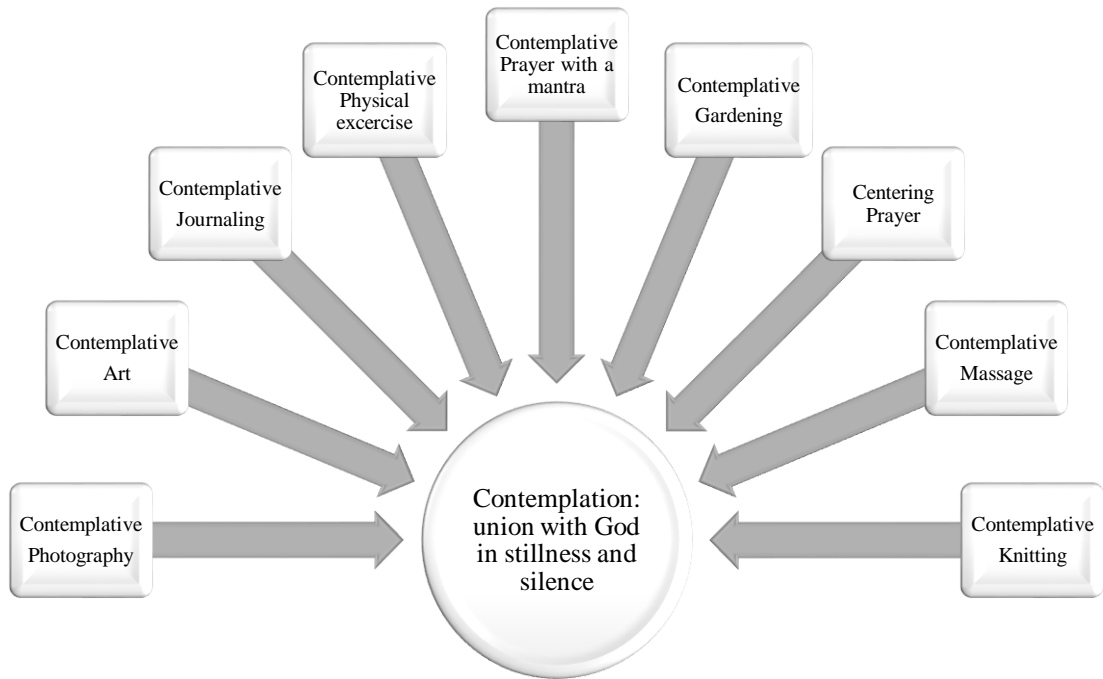 Contemplative
Photography
Contemplative
Art
Contemplative
Journaling
Contemplative
Physical
excercise
Contemplative
Prayer with a
mantra
Contemplative
Gardening
Centering
Prayer
Contemplative
Massage
Contemplative
Knitting
Contemplation:
union with God
in stillness and
silence